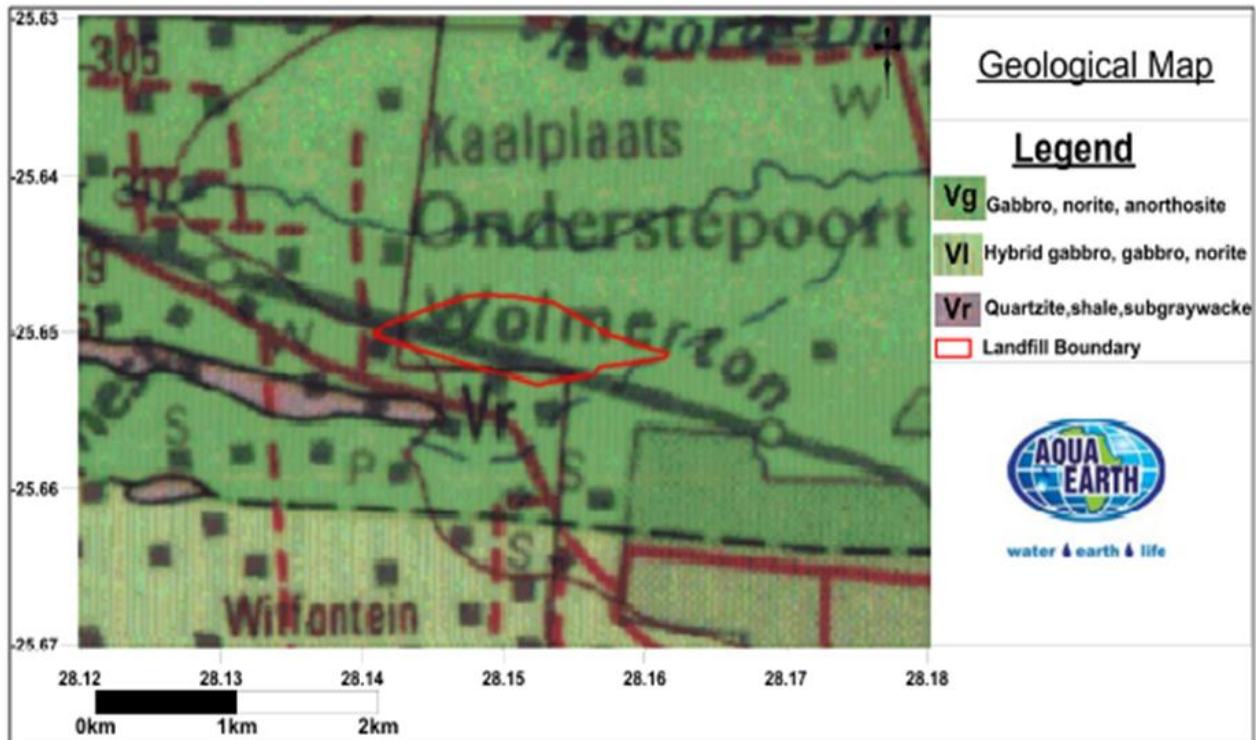 -25.63
-25.64
-25.65
-25.66
-25.67
28.12 28.13 28.14 28.15 28.16 28.17 28.18
0km 1km 2km
305
Kaalplaats
W
Onderstepoort
Wolmerton
W
Vr
S
P
S
S
Witfontein
Geological Map
Legend
Vg Gabbro, norite, anorthosite
Vl Hybrid gabbro, gabbro, norite
Vr Quartzite,shale,subgraywacke
Landfill Boundary
AQUA
EARTH
water earth life